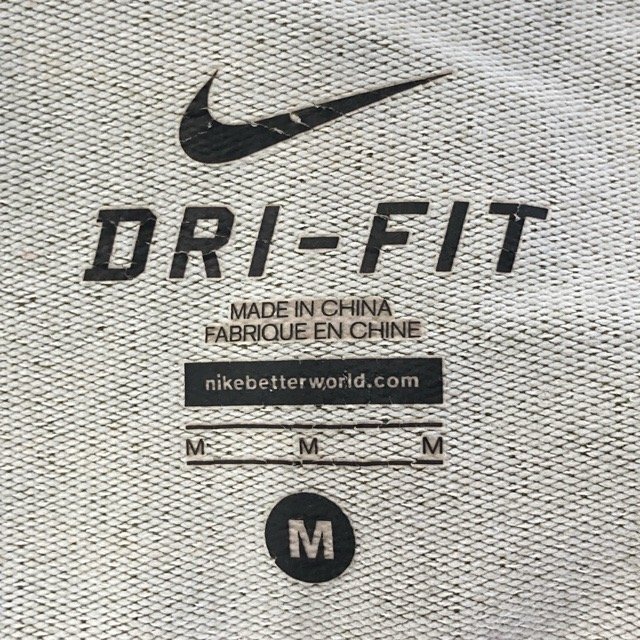 DRI-FIT
MADE IN CHINA
FABRIQUE EN CHINE
nikebetterworld.com
M M M
M